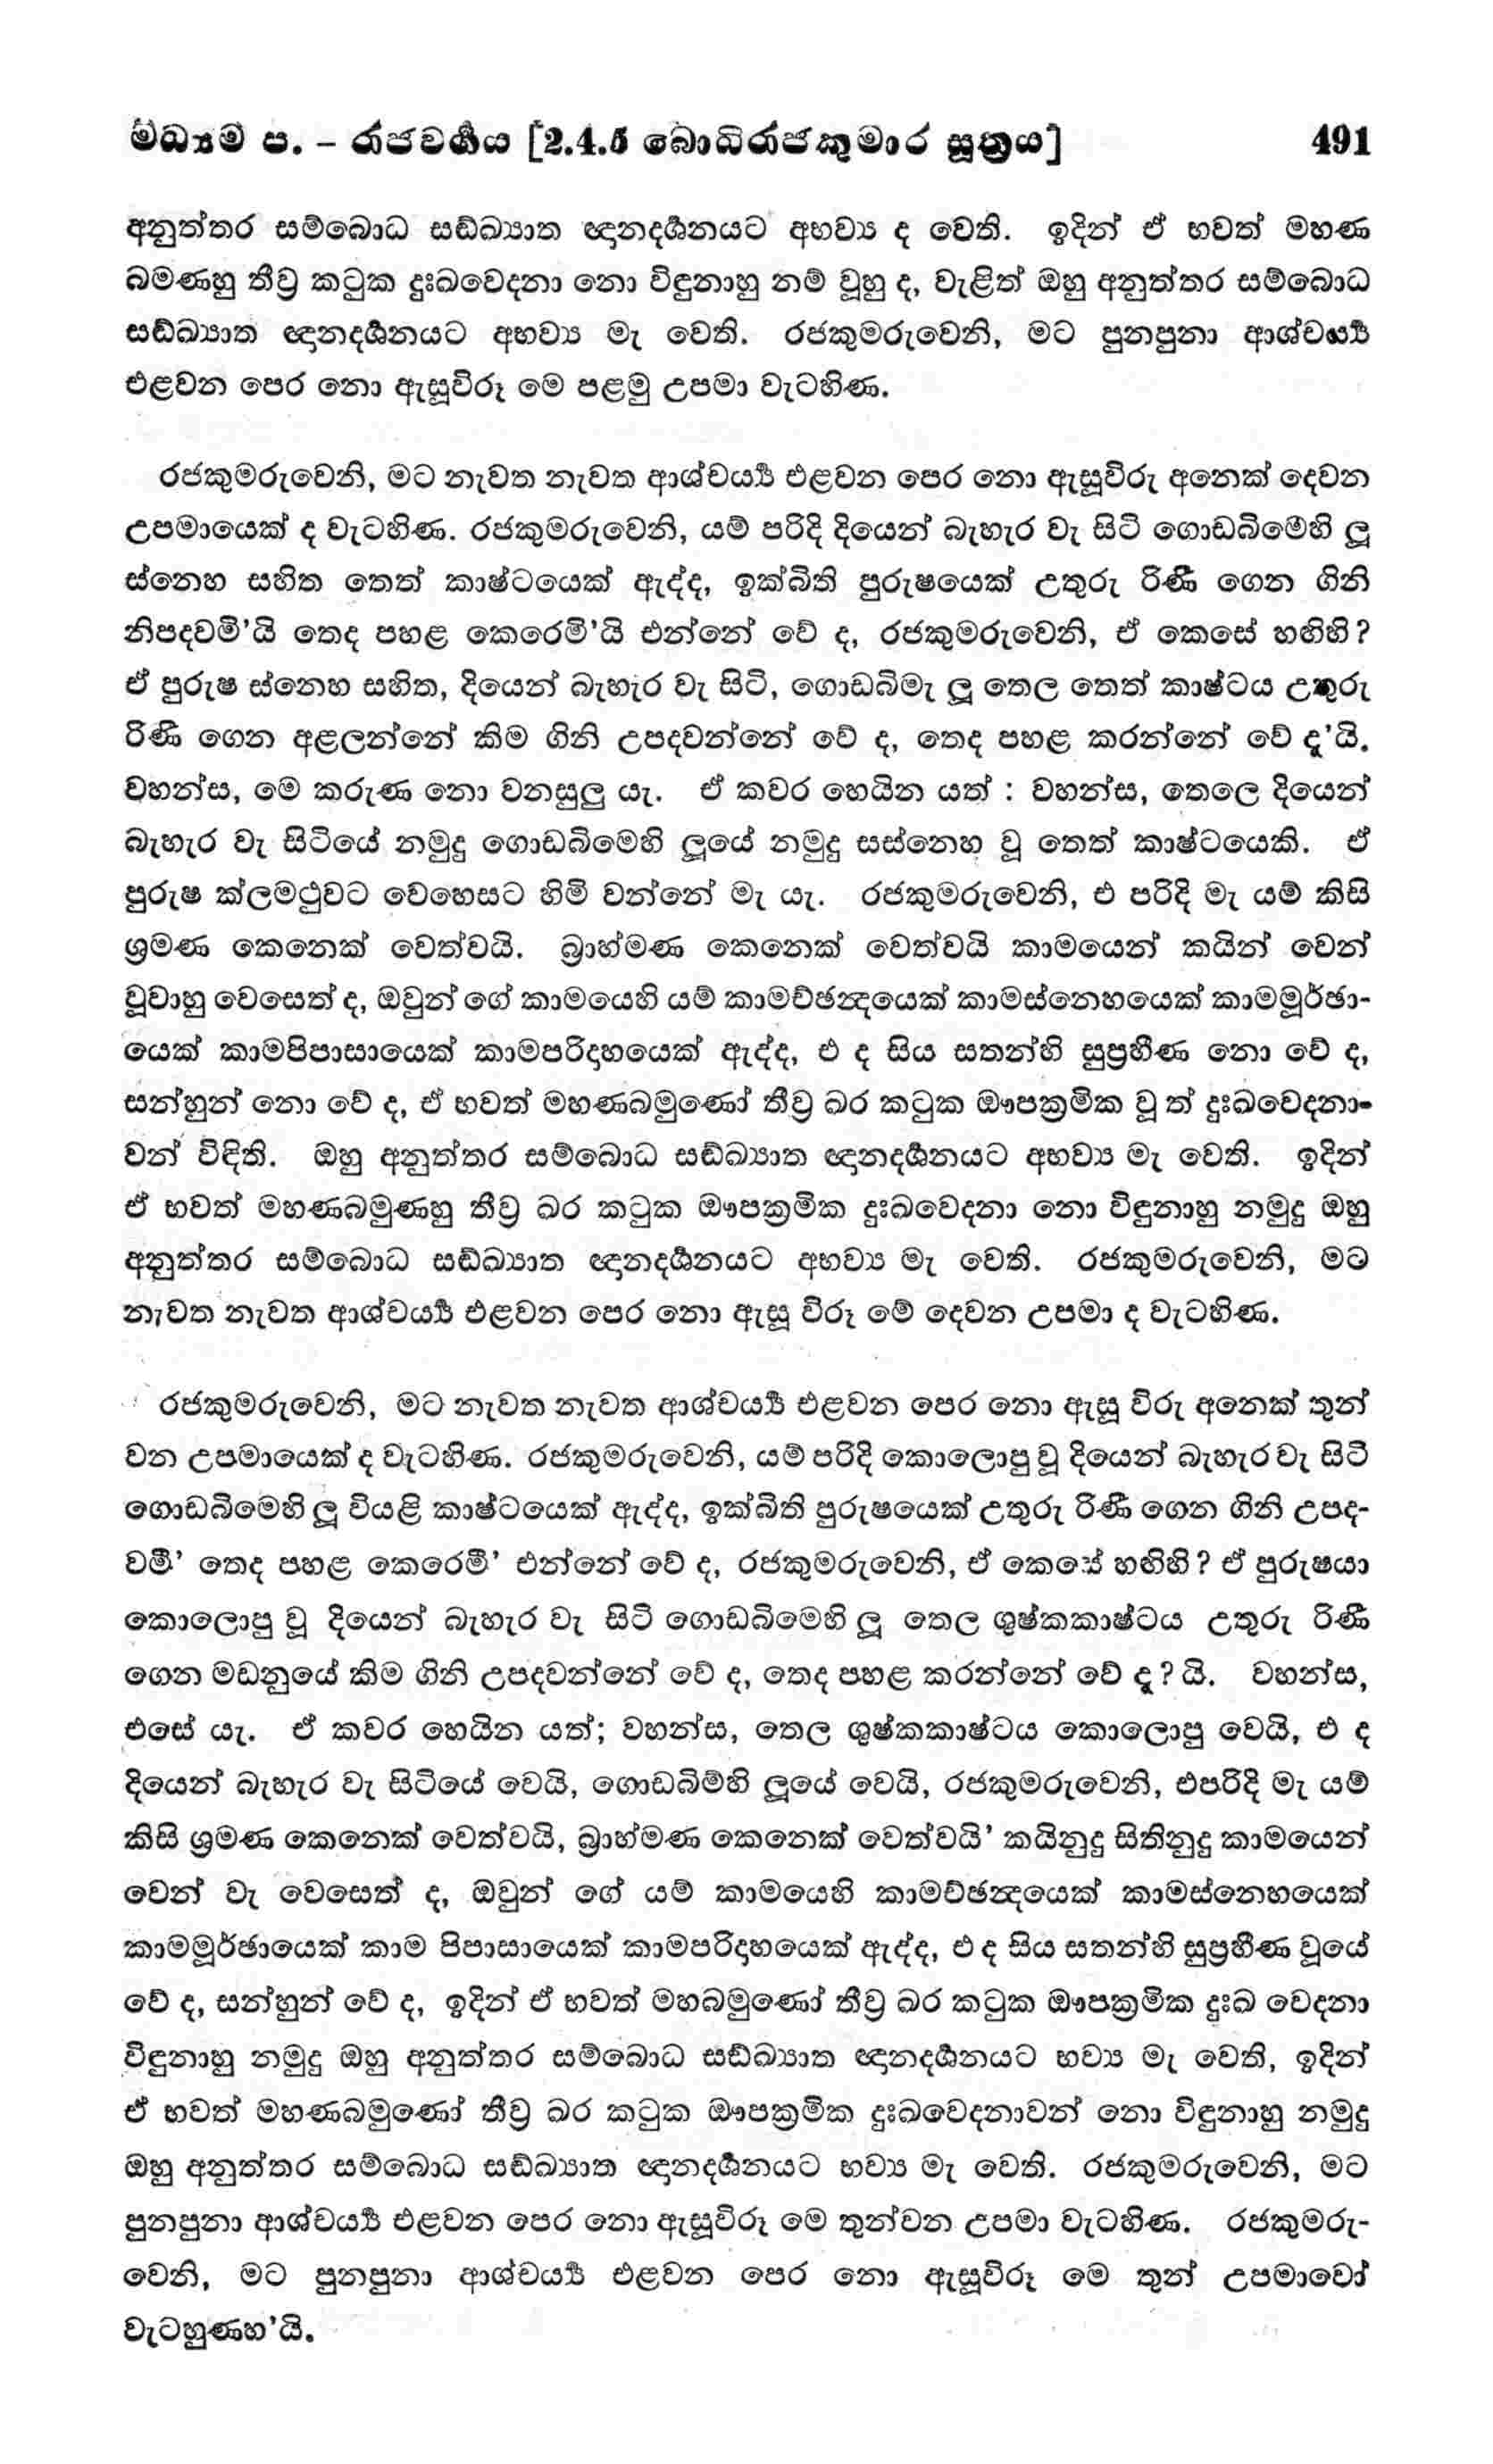 මධ්‍යම ප. – රාජවර්‍ගය [2.4.5 බොධිරාජකුමාර සූත්‍රය] 491
අනුත්තර සම්බොධ සඞ්ඛ්‍යාත ඥානදර්‍ශනයට අභව්‍ය ද වෙති. ඉදින් ඒ භවත් මහණ
බමණහු තීව්‍ර කටුක දුඃඛවෙදනා නො විඳුනාහු නම් වූහු ද, වැළිත් ඔහු අනුත්තර සම්බොධ
සඞ්ඛ්‍යාත ඥානදර්‍ශනයට අභව්‍ය මැ වෙති. රජකුමරුවෙනි, මට පුනපුනා ආශ්චර්‍ය්‍ය
එළවන පෙර නො ඇසූවිරූ මෙ පළමු උපමා වැටහිණ.
රජකුමරුවෙනි, මට නැවත නැවත ආශ්චර්‍ය්‍ය එළවන පෙර නො ඇසූවිරු අනෙක් දෙවන
උපමායෙක් ද වැටහිණ. රජකුමරුවෙනි, යම් පරිදි දියෙන් බැහැර වැ සිටි ගොඩබිමෙහි ලූ
ස්නෙහ සහිත තෙත් කාෂ්ටයෙක් ඇද්ද, ඉක්බිති පුරුෂයෙක් උතුරු රිණී ගෙන ගිනි
නිපදවමි’යි තෙද පහළ කෙරෙමි’යි එන්නේ වේ ද, රජකුමරුවෙනි, ඒ කෙසේ හඟිහි?
ඒ පුරුෂ ස්නෙහ සහිත, දියෙන් බැහැර වැ සිටි, ගොඩබිමැ ලූ තෙල තෙත් කාෂ්ටය උතුරු
රිණී ගෙන අළලන්නේ කිම ගිනි උපදවන්නේ වේ ද, තෙද පහළ කරන්නේ වේ දැ’යි.
වහන්ස, මෙ කරුණ නො වනසුලු යැ. ඒ කවර හෙයින යත් : වහන්ස, තෙලෙ දියෙන්
බැහැර වැ සිටියේ නමුදු ගොඩබිමෙහි ලූයේ නමුදු සස්නෙහ වූ තෙත් කාෂ්ටයෙකි. ඒ
පුරුෂ ක්ලමථුවට වෙහෙසට හිමි වන්නේ මැ යැ. රජකුමරුවෙනි, එ පරිදි මැ යම් කිසි
ශ්‍රමණ කෙනෙක් වෙත්වයි. බ්‍රාහ්මණ කෙනෙක් වෙත්වයි කාමයෙන් කයින් වෙන්
වූවාහු වෙසෙත් ද, ඔවුන් ගේ කාමයෙහි යම් කාමච්ඡන්‍දයෙක් කාමස්නෙහයෙක් කාමමූර්ඡා-
යෙක් කාමපිපාසායෙක් කාමපරිදාහයෙක් ඇද්ද, එ ද සිය සතන්හි සුප්‍රහීණ නො වේ ද,
සන්හුන් නො වේ ද, ඒ භවත් මහණබමුණෝ තීව්‍ර ඛර කටුක ඖපක්‍රමික වූ ත් දුඃඛවෙදනා-
වන් විඳිති. ඔහු අනුත්තර සම්බොධ සඞ්ඛ්‍යාත ඥානදර්‍ශනයට අභව්‍ය මැ වෙති. ඉදින්
ඒ භවත් මහණබමුණහු තීව්‍ර ඛර කටුක ඖපක්‍රමික දුඃඛවෙදනා නො විඳුනාහු නමුදු ඔහු
අනුත්තර සම්බොධ සඞ්ඛ්‍යාත ඥානදර්‍ශනයට අභව්‍ය මැ වෙති. රජකුමරුවෙනි, මට
නැවත නැවත ආශ්චර්‍ය්‍ය එළවන පෙර නො ඇසූ විරූ මේ දෙවන උපමා ද වැටහිණ.
රජකුමරුවෙනි, මට නැවත නැවත ආශ්චර්‍ය්‍ය එළවන පෙර නො ඇසූ විරු අනෙක් තුන්
වන උපමායෙක් ද වැටහිණ. රජකුමරුවෙනි, යම් පරිදි කොලොපු වූ දියෙන් බැහැර වැ සිටි
ගොඩබිමෙහි ලූ වියළි කාෂ්ටයෙක් ඇද්ද, ඉක්බිති පුරුෂයෙක් උතුරු රිණී ගෙන ගිනි උපද-
වමී’ තෙද පහළ කෙරෙමී’ එන්නේ වේ ද, රජකුමරුවෙනි, ඒ කෙසේ හඟිහි? ඒ පුරුෂයා
කොලොපු වූ දියෙන් බැහැර වැ සිටි ගොඩබිමෙහි ලූ තෙල ශුෂ්කකාෂ්ටය උතුරු රිණී
ගෙන මඩනුයේ කිම ගිනි උපදවන්නේ වේ ද, තෙද පහළ කරන්නේ වේ දැ? යි. වහන්ස,
එසේ යැ. ඒ කවර හෙයින යත්; වහන්ස, තෙල ශුෂ්කකාෂ්ටය කොලොපු වෙයි, එ ද
දියෙන් බැහැර වැ සිටියේ වෙයි, ගොඩබිම්හි ලූයේ වෙයි, රජකුමරුවෙනි, එපරිදි මැ යම්
කිසි ශ්‍රමණ කෙනෙක් වෙත්වයි, බ්‍රාහ්මණ කෙනෙක් වෙත්වයි’ කයිනුදු සිතිනුදු කාමයෙන්
වෙන් වැ වෙසෙත් ද, ඔවුන් ගේ යම් කාමයෙහි කාමච්ඡන්‍දයෙක් කාමස්නෙහයෙක්
කාමමූර්ඡායෙක් කාම පිපාසායෙක් කාමපරිදාහයෙක් ඇද්ද, එ ද සිය සතන්හි සුප්‍රහීණ වූයේ
වේ ද, සන්හුන් වේ ද, ඉදින් ඒ භවත් මහබමුණෝ තීව්‍ර ඛර කටුක ඖපක්‍රමික දුඃඛ වෙදනා
විඳුනාහු නමුදු ඔහු අනුත්තර සම්බොධ සඞ්ඛ්‍යාත ඥානදර්‍ශනයට භව්‍ය මැ වෙති, ඉදින්
ඒ භවත් මහණබමුණෝ තීව්‍ර ඛර කටුක ඖපක්‍රමික දුඃඛවෙදනාවන් නො විඳුනාහු නමුදු
ඔහු අනුත්තර සම්බොධ සඞ්ඛ්‍යාත ඥානදර්‍ශනයට භව්‍ය මැ වෙති. රජකුමරුවෙනි, මට
පුනපුනා ආශ්චර්‍ය්‍ය එළවන පෙර නො ඇසූවිරූ මෙ තුන්වන උපමා වැටහිණ. රජකුමරු-
වෙනි, මට පුනපුනා ආශ්චර්‍ය්‍ය එළවන පෙර නො ඇසූවිරූ මෙ තුන් උපමාවෝ
වැටහුණහ’යි.